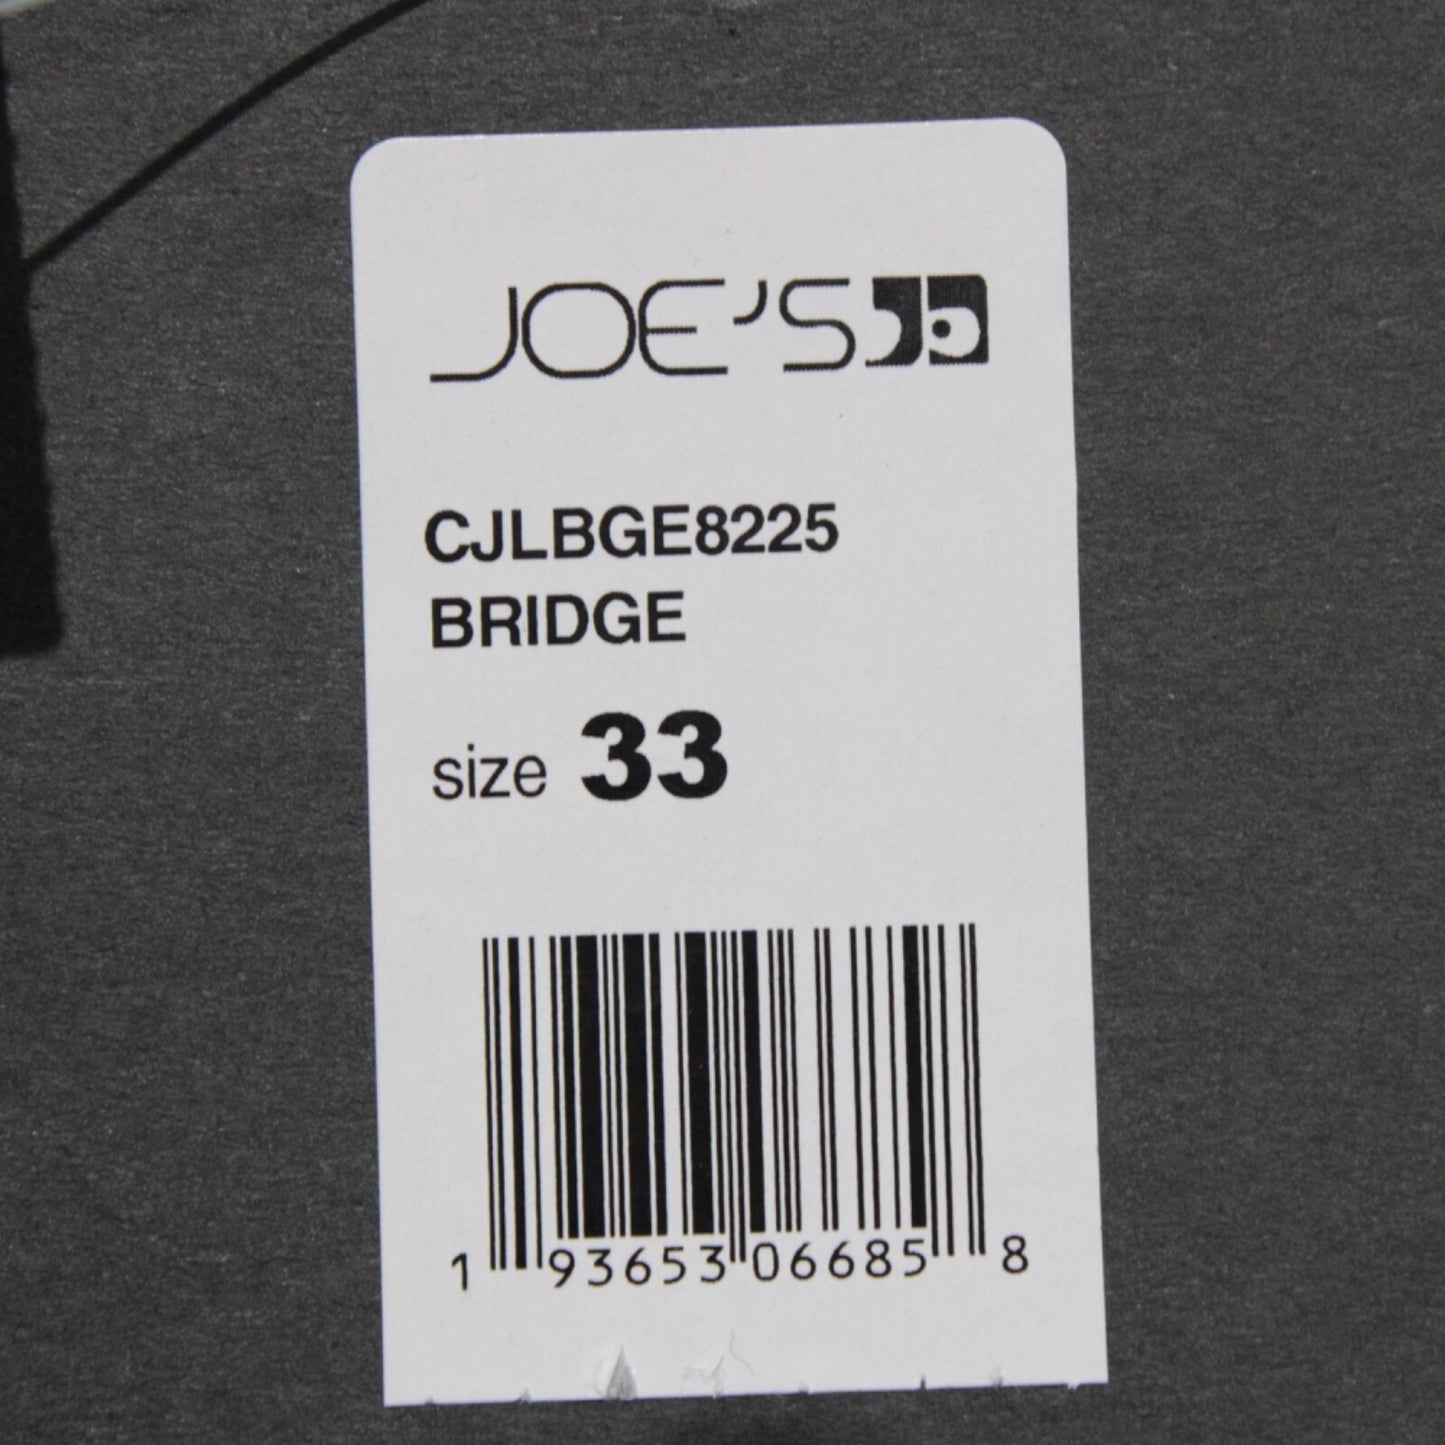 JOE'S
CJLBGE8225
BRIDGE
size 33
1 93653 06685 8